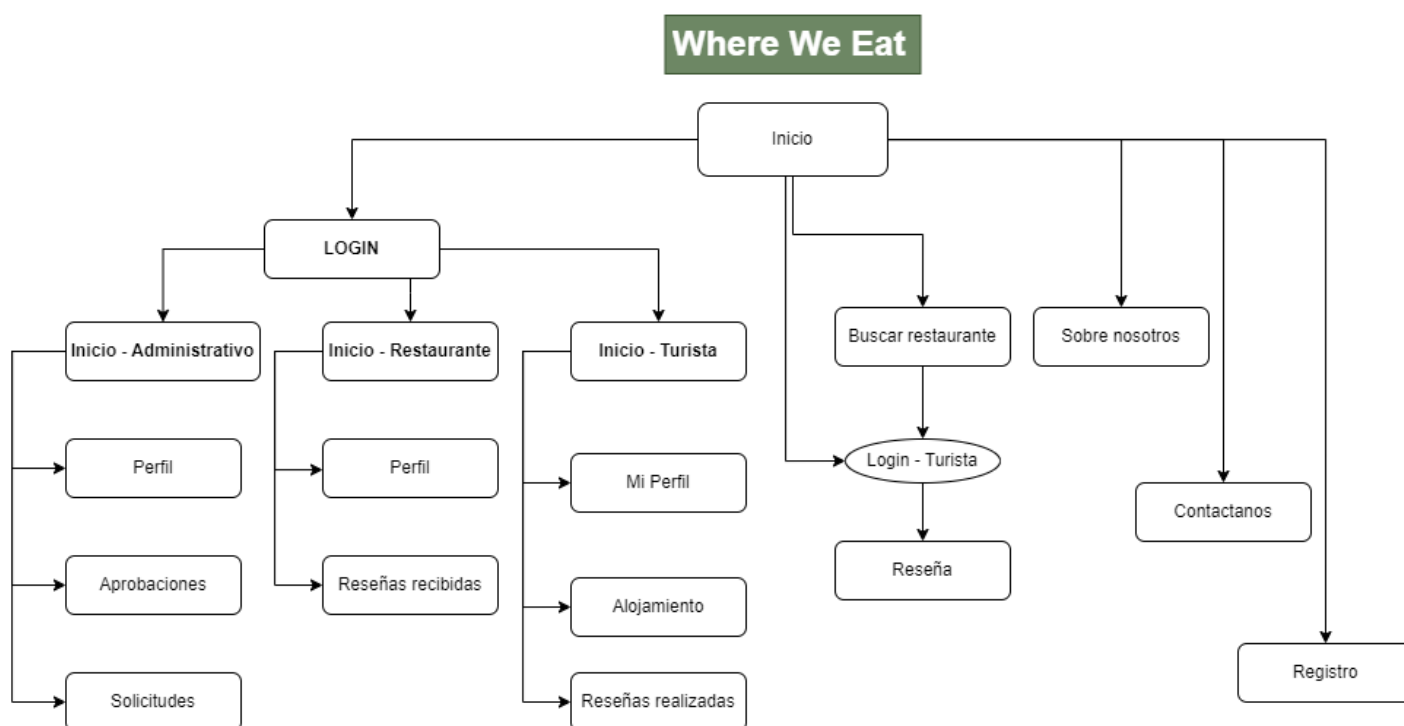 Where We Eat
Inicio
LOGIN
Inicio - Administrativo
Inicio - Restaurante
Inicio - Turista
Buscar restaurante
Sobre nosotros
Perfil
Perfil
Mi Perfil
Login - Turista
Contactanos
Aprobaciones
Reseñas recibidas
Alojamiento
Reseña
Solicitudes
Reseñas realizadas
Registro